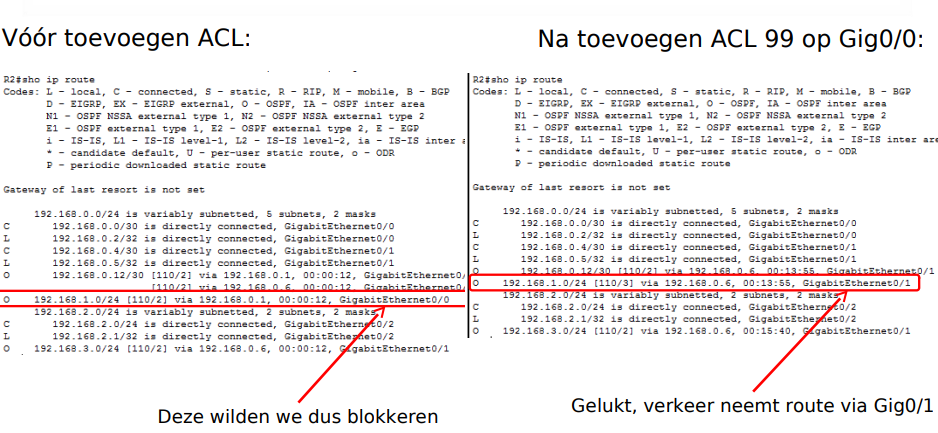 Vóór toevoegen ACL:
R2#sho ip route
Codes: L - local, C - connected, S - static, R - RIP, M - mobile, B - BGP
D - EIGRP, EX - EIGRP external, O - OSPF, IA - OSPF inter area
N1 - OSPF NSSA external type 1, N2 - OSPF NSSA external type 2
E1 - OSPF external type 1, E2 - OSPF external type 2, E - EGP
i - IS-IS, L1 - IS-IS level-1, L2 - IS-IS level-2, ia - IS-IS inter
* - candidate default, U - per-user static route, o - ODR
P - periodic downloaded static route
Gateway of last resort is not set
192.168.0.0/24 is variably subnetted, 5 subnets, 2 masks
C 192.168.0.0/30 is directly connected, GigabitEthernet0/0
L 192.168.0.2/32 is directly connected, GigabitEthernet0/0
C 192.168.0.4/30 is directly connected, GigabitEthernet0/1
L 192.168.0.5/32 is directly connected, GigabitEthernet0/1
O 192.168.0.12/30 [110/2] via 192.168.0.1, 00:00:12, GigabitEthernet0/
[110/2] via 192.168.0.6, 00:00:12, GigabitEthernet0/
O 192.168.1.0/24 [110/2] via 192.168.0.1, 00:00:12, GigabitEthernet0/0
192.168.2.0/24 is variably subnetted, 2 subnets, 2 masks
C 192.168.2.0/24 is directly connected, GigabitEthernet0/2
L 192.168.2.1/32 is directly connected, GigabitEthernet0/2
O 192.168.3.0/24 [110/2] via 192.168.0.6, 00:00:12, GigabitEthernet0/1
Deze wilden we dus blokkeren
Na toevoegen ACL 99 op Gig0/0:
R2#sho ip route
Codes: L - local, C - connected, S - static, R - RIP, M - mobile, B - BGP
D - EIGRP, EX - EIGRP external, O - OSPF, IA - OSPF inter area
N1 - OSPF NSSA external type 1, N2 - OSPF NSSA external type 2
E1 - OSPF external type 1, E2 - OSPF external type 2, E - EGP
i - IS-IS, L1 - IS-IS level-1, L2 - IS-IS level-2, ia - IS-IS inter are
* - candidate default, U - per-user static route, o - ODR
P - periodic downloaded static route
Gateway of last resort is not set
192.168.0.0/24 is variably subnetted, 5 subnets, 2 masks
C 192.168.0.0/30 is directly connected, GigabitEthernet0/0
L 192.168.0.2/32 is directly connected, GigabitEthernet0/0
C 192.168.0.4/30 is directly connected, GigabitEthernet0/1
L 192.168.0.5/32 is directly connected, GigabitEthernet0/1
O 192.168.0.12/30 [110/2] via 192.168.0.6, 00:13:55, GigabitEthernet0/1
O 192.168.1.0/24 [110/3] via 192.168.0.6, 00:13:55, GigabitEthernet0/1
192.168.2.0/24 is variably subnetted, 2 subnets, 2 masks
C 192.168.2.0/24 is directly connected, GigabitEthernet0/2
L 192.168.2.1/32 is directly connected, GigabitEthernet0/2
O 192.168.3.0/24 [110/2] via 192.168.0.6, 00:15:40, GigabitEthernet0/1
Gelukt, verkeer neemt route via Gig0/1